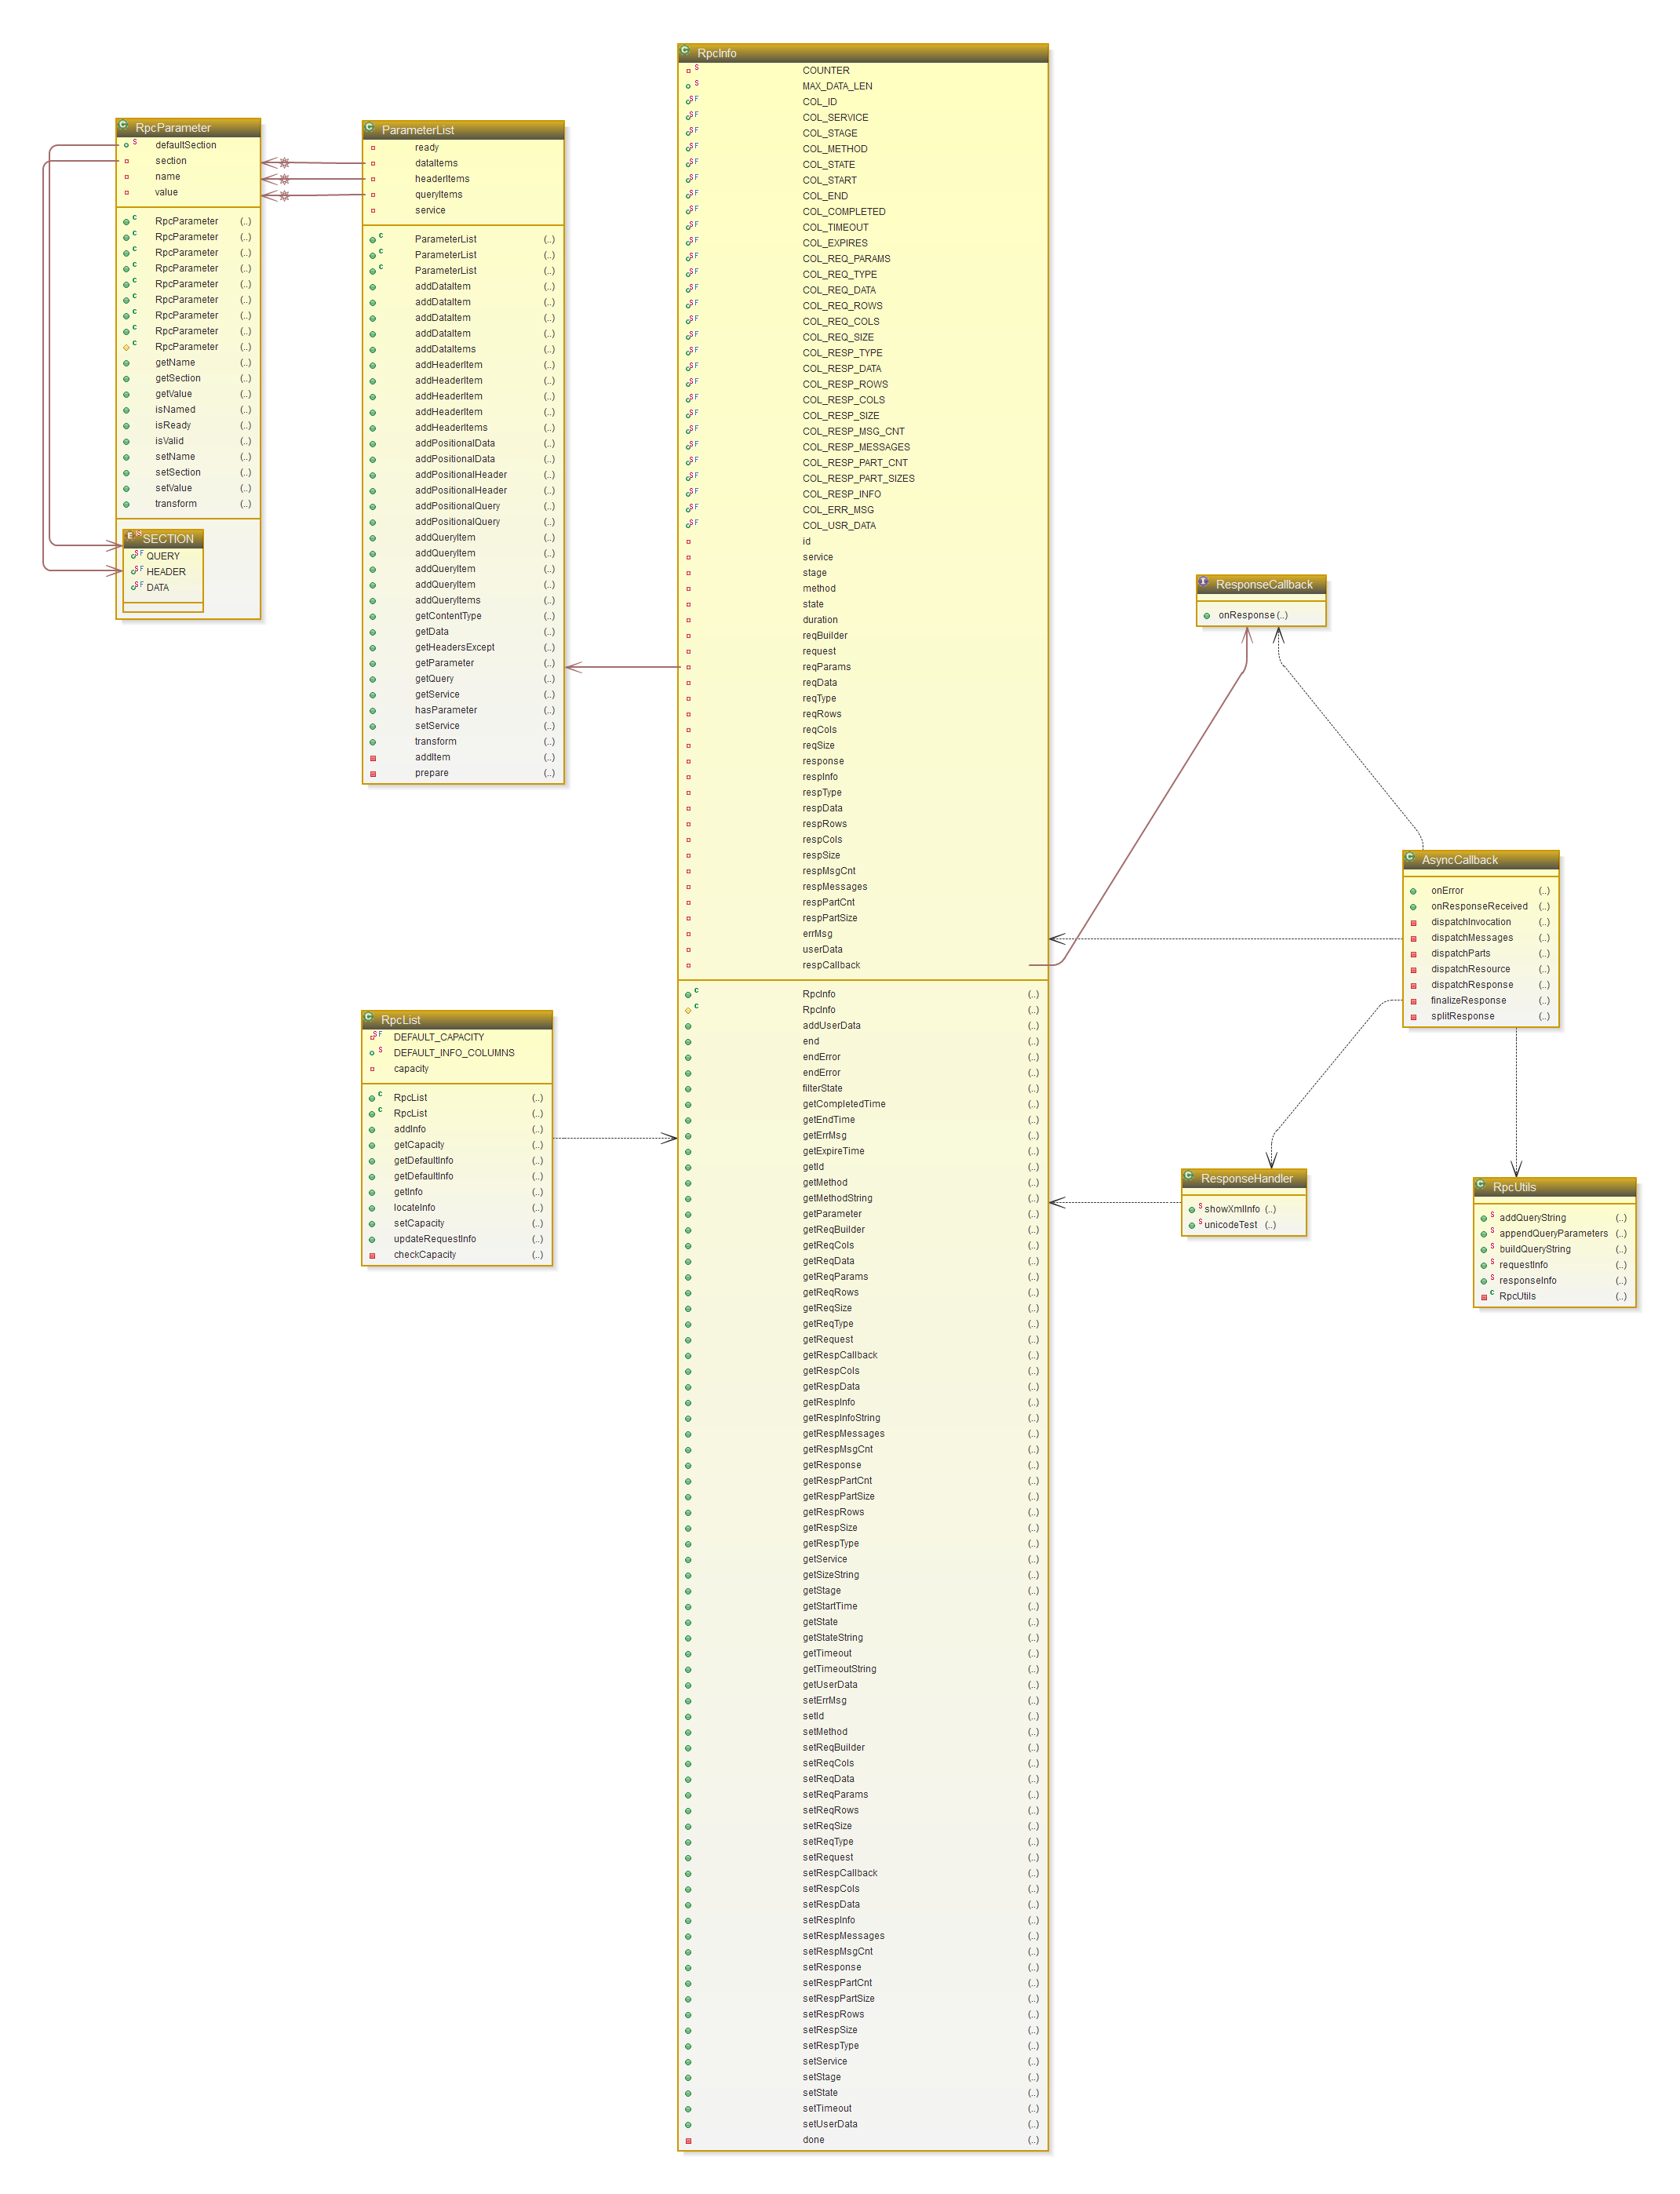 RpcInfo
COUNTER
MAX_DATA_LEN
COL_ID
COL_SERVICE
COL_STAGE
COL_METHOD
COL_STATE
COL_START
COL_END
COL_COMPLETED
COL_TIMEOUT
COL_EXPIRES
COL_REQ_PARAMS
COL_REQ_TYPE
COL_REQ_DATA
COL_REQ_ROWS
COL_REQ_COLS
COL_REQ_SIZE
COL_RESP_TYPE
COL_RESP_DATA
COL_RESP_ROWS
COL_RESP_COLS
COL_RESP_SIZE
COL_RESP_MSG_CNT
COL_RESP_MESSAGES
COL_RESP_PART_CNT
COL_RESP_PART_SIZES
COL_RESP_INFO
COL_ERR_MSG
COL_USR_DATA
id
service
stage
method
state
duration
reqBuilder
request
reqParams
reqData
reqType
reqRows
reqCols
reqSize
response
respInfo
respType
respData
respRows
respCols
respSize
respMsgCnt
respMessages
respPartCnt
respPartSize
errMsg
userData
respCallback
RpcInfo (..)
RpcInfo (..)
addUserData (..)
end (..)
endError (..)
endError (..)
filterState (..)
getCompletedTime (..)
getEndTime (..)
getErrMsg (..)
getExpireTime (..)
getId (..)
getMethod (..)
getMethodString (..)
getParameter (..)
getReqBuilder (..)
getReqCols (..)
getReqData (..)
getReqParams (..)
getReqRows (..)
getReqSize (..)
getReqType (..)
getRequest (..)
getRespCallback (..)
getRespCols (..)
getRespData (..)
getRespInfo (..)
getRespInfoString (..)
getRespMessages (..)
getRespMsgCnt (..)
getResponse (..)
getRespPartCnt (..)
getRespPartSize (..)
getRespRows (..)
getRespSize (..)
getRespType (..)
getService (..)
getSizeString (..)
getStage (..)
getStartTime (..)
getState (..)
getStateString (..)
getTimeout (..)
getTimeoutString (..)
getUserData (..)
setErrMsg (..)
setId (..)
setMethod (..)
setReqBuilder (..)
setReqCols (..)
setReqData (..)
setReqParams (..)
setReqRows (..)
setReqSize (..)
setReqType (..)
setRequest (..)
setRespCallback (..)
setRespCols (..)
setRespData (..)
setRespInfo (..)
setRespMessages (..)
setRespMsgCnt (..)
setResponse (..)
setRespPartCnt (..)
setRespPartSize (..)
setRespRows (..)
setRespSize (..)
setRespType (..)
setService (..)
setStage (..)
setState (..)
setTimeout (..)
setUserData (..)
done (..)
RpcParameter
defaultSection
section
name
value
RpcParameter (..)
RpcParameter (..)
RpcParameter (..)
RpcParameter (..)
RpcParameter (..)
RpcParameter (..)
RpcParameter (..)
RpcParameter (..)
RpcParameter (..)
getName (..)
getSection (..)
getValue (..)
isNamed (..)
isReady (..)
isValid (..)
setName (..)
setSection (..)
setValue (..)
transform (..)
SECTION
QUERY
HEADER
DATA
ParameterList
ready
dataItems
headerItems
queryItems
service
ParameterList (..)
ParameterList (..)
ParameterList (..)
addDataItem (..)
addDataItem (..)
addDataItem (..)
addDataItem (..)
addDataItems (..)
addHeaderItem (..)
addHeaderItem (..)
addHeaderItem (..)
addHeaderItem (..)
addHeaderItems (..)
addPositionalData (..)
addPositionalData (..)
addPositionalHeader (..)
addPositionalHeader (..)
addPositionalQuery (..)
addPositionalQuery (..)
addQueryItem (..)
addQueryItem (..)
addQueryItem (..)
addQueryItem (..)
addQueryItems (..)
getContentType (..)
getData (..)
getHeadersExcept (..)
getParameter (..)
getQuery (..)
getService (..)
hasParameter (..)
setService (..)
transform (..)
addItem (..)
prepare (..)
ResponseCallback
onResponse (..)
AsyncCallback
onError (..)
onResponseReceived (..)
dispatchInvocation (..)
dispatchMessages (..)
dispatchParts (..)
dispatchResource (..)
dispatchResponse (..)
finalizeResponse (..)
splitResponse (..)
RpcList
DEFAULT_CAPACITY
DEFAULT_INFO_COLUMNS
capacity
RpcList (..)
RpcList (..)
addInfo (..)
getCapacity (..)
getDefaultInfo (..)
getDefaultInfo (..)
getInfo (..)
locateInfo (..)
setCapacity (..)
updateRequestInfo (..)
checkCapacity (..)
ResponseHandler
showXmlInfo (..)
unicodeTest (..)
RpcUtils
addQueryString (..)
appendQueryParameters (..)
buildQueryString (..)
requestInfo (..)
responseInfo (..)
RpcUtils (..)